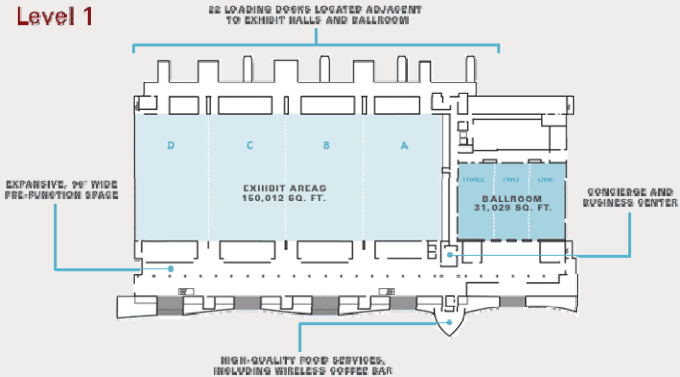 Level 1
22 LOADING DOCKS LOCATED ADJACENT
TO EXHIBIT HALLS AND BALLROOM
D
C
B
A
EXHIBIT AREAS
150,012 SQ. FT.
THREE
TWO
ONE
BALLROOM
31,029 SQ. FT.
EXPANSIVE, 90' WIDE
PRE-FUNCTION SPACE
CONCIERGE AND
BUSINESS CENTER
HIGH-QUALITY FOOD SERVICES,
INCLUDING WIRELESS COFFEE BAR